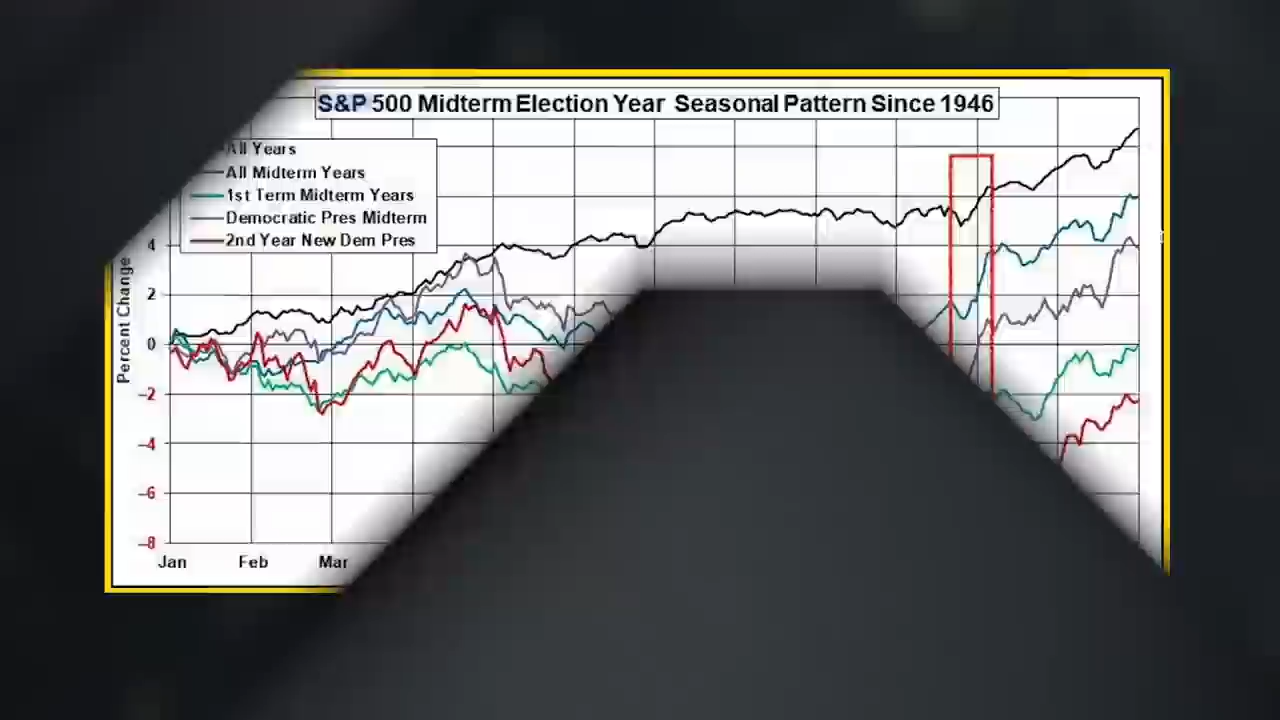 S&P 500 Midterm Election Year Seasonal Pattern Since 1946
All Years
All Midterm Years
1st Term Midterm Years
Democratic Pres Midterm
2nd Year New Dem Pres
Percent Change
4
2
0
-2
-4
-6
-8
Jan Feb Mar